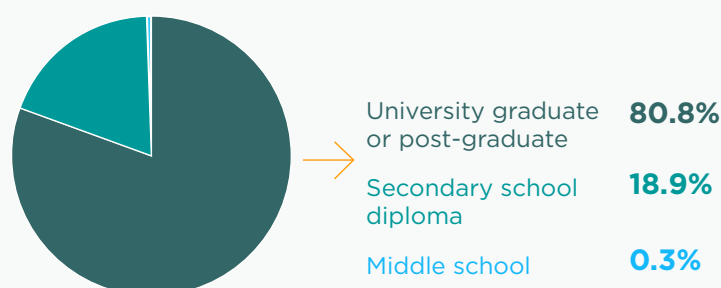 University graduate 80.8%
or post-graduate
Secondary school 18.9%
diploma
Middle school 0.3%